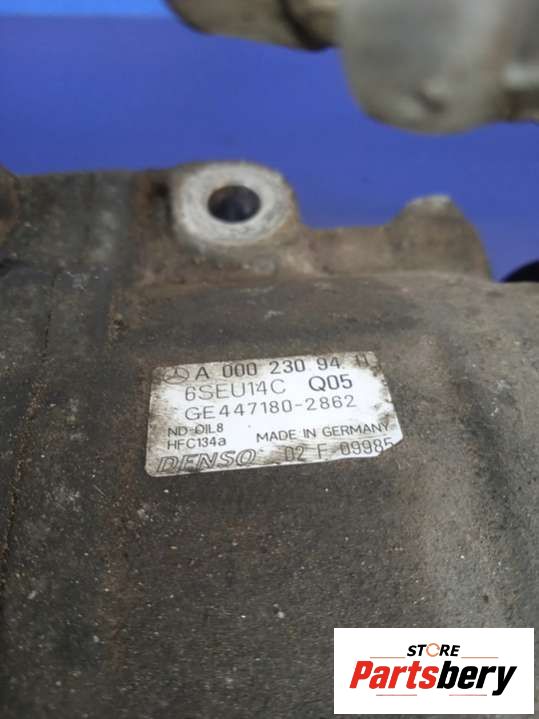 A 000 230 94 11
6SEU14C Q05
GE447180-2862
ND-OIL8
HFC134a MADE IN GERMANY
DENSO 02 F 09985
STORE
Partsbery